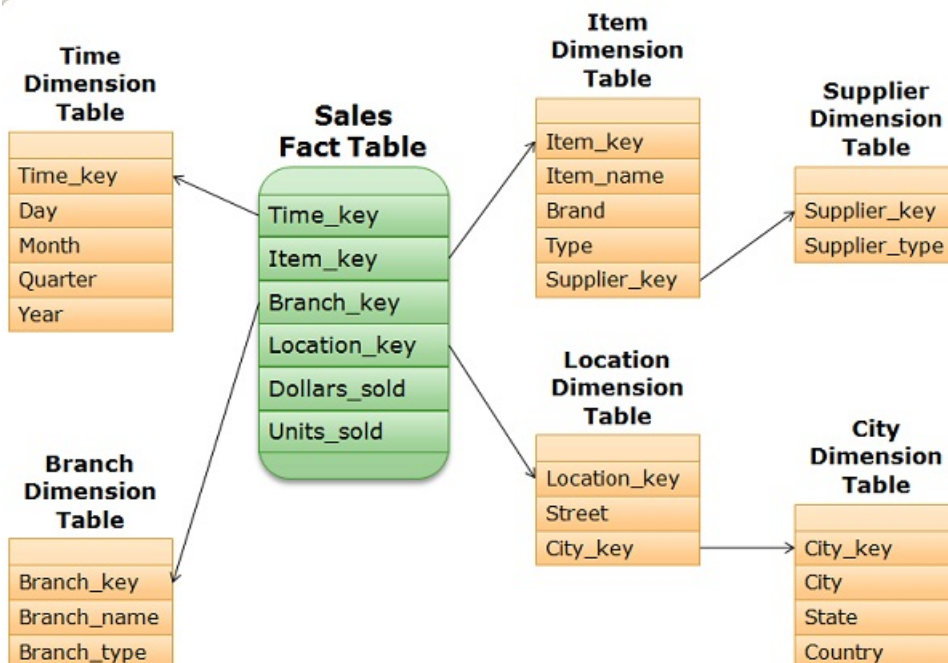 Time
Dimension
Table
Time_key
Day
Month
Quarter
Year
Sales
Fact Table
Time_key
Item_key
Branch_key
Location_key
Dollars_sold
Units_sold
Item
Dimension
Table
Item_key
Item_name
Brand
Type
Supplier_key
Supplier
Dimension
Table
Supplier_key
Supplier_type
Branch
Dimension
Table
Branch_key
Branch_name
Branch_type
Location
Dimension
Table
Location_key
Street
City_key
City
Dimension
Table
City_key
City
State
Country